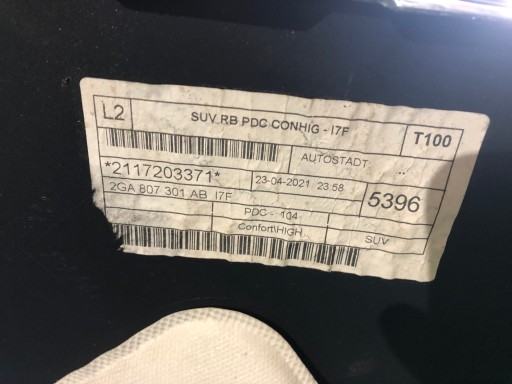 L2 SUV RB PDC CONHIG - I7F T100
AUTOSTADT
*2117203371* 23-04-2021 23:58 5396
2GA 807 301 AB I7F PDC - 104
Confort\HIGH SUV